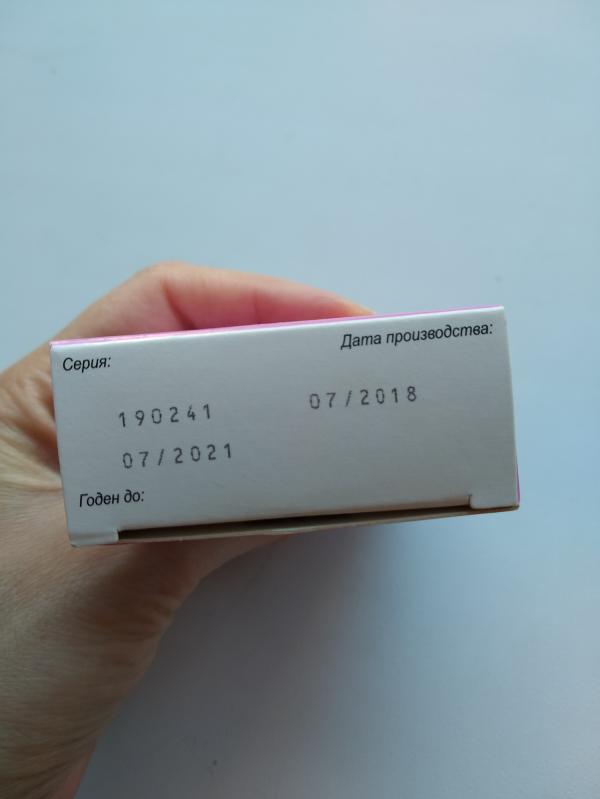 Серия:
Дата производства:
190241
07/2018
07/2021
Годен до: